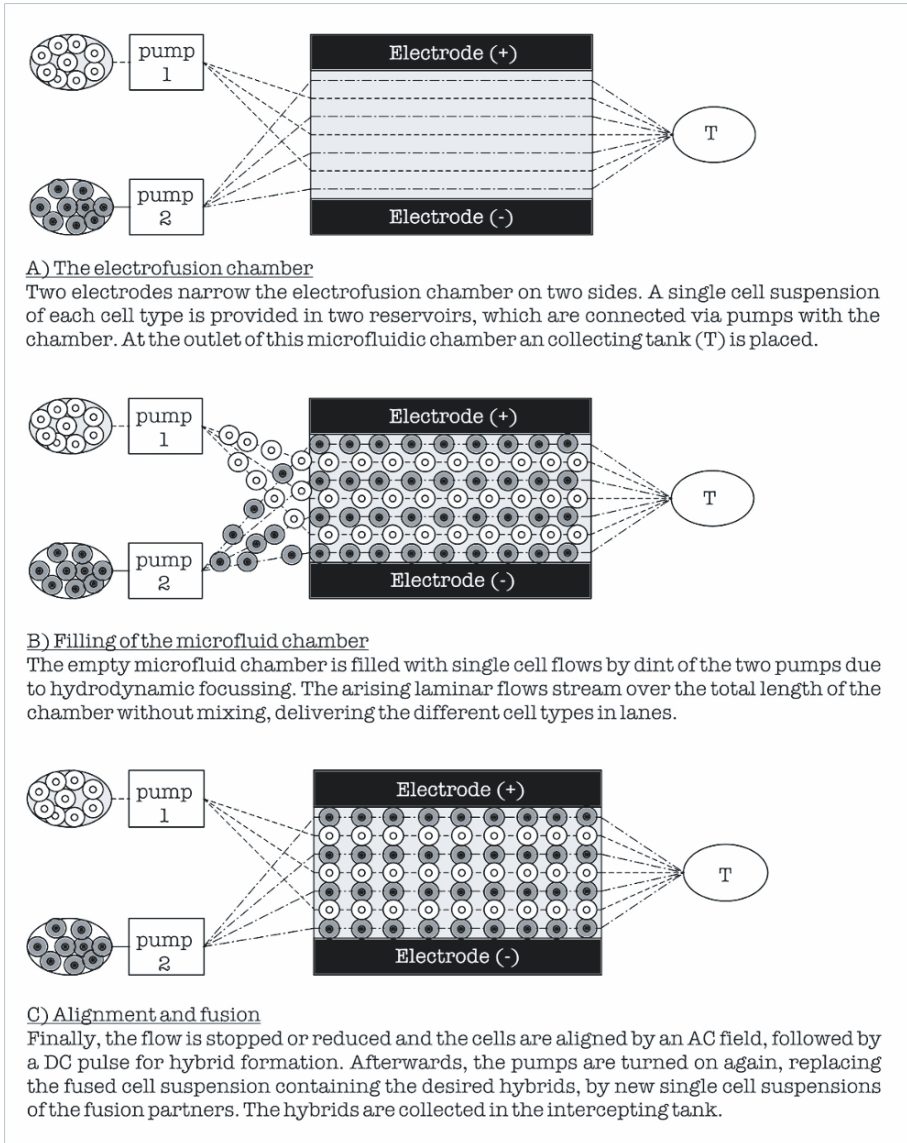 Electrode (+)
pump
1
T
pump
2
Electrode (-)
A) The electrofusion chamber
Two electrodes narrow the electrofusion chamber on two sides. A single cell suspension
of each cell type is provided in two reservoirs, which are connected via pumps with the
chamber. At the outlet of this microfluidic chamber an collecting tank (T) is placed.
Electrode (+)
pump
1
T
pump
2
Electrode (-)
B) Filling of the microfluid chamber
The empty microfluid chamber is filled with single cell flows by dint of the two pumps due
to hydrodynamic focussing. The arising laminar flows stream over the total length of the
chamber without mixing, delivering the different cell types in lanes.
Electrode (+)
pump
1
T
pump
2
Electrode (-)
C) Alignment and fusion
Finally, the flow is stopped or reduced and the cells are aligned by an AC field, followed by
a DC pulse for hybrid formation. Afterwards, the pumps are turned on again, replacing
the fused cell suspension containing the desired hybrids, by new single cell suspensions
of the fusion partners. The hybrids are collected in the intercepting tank.